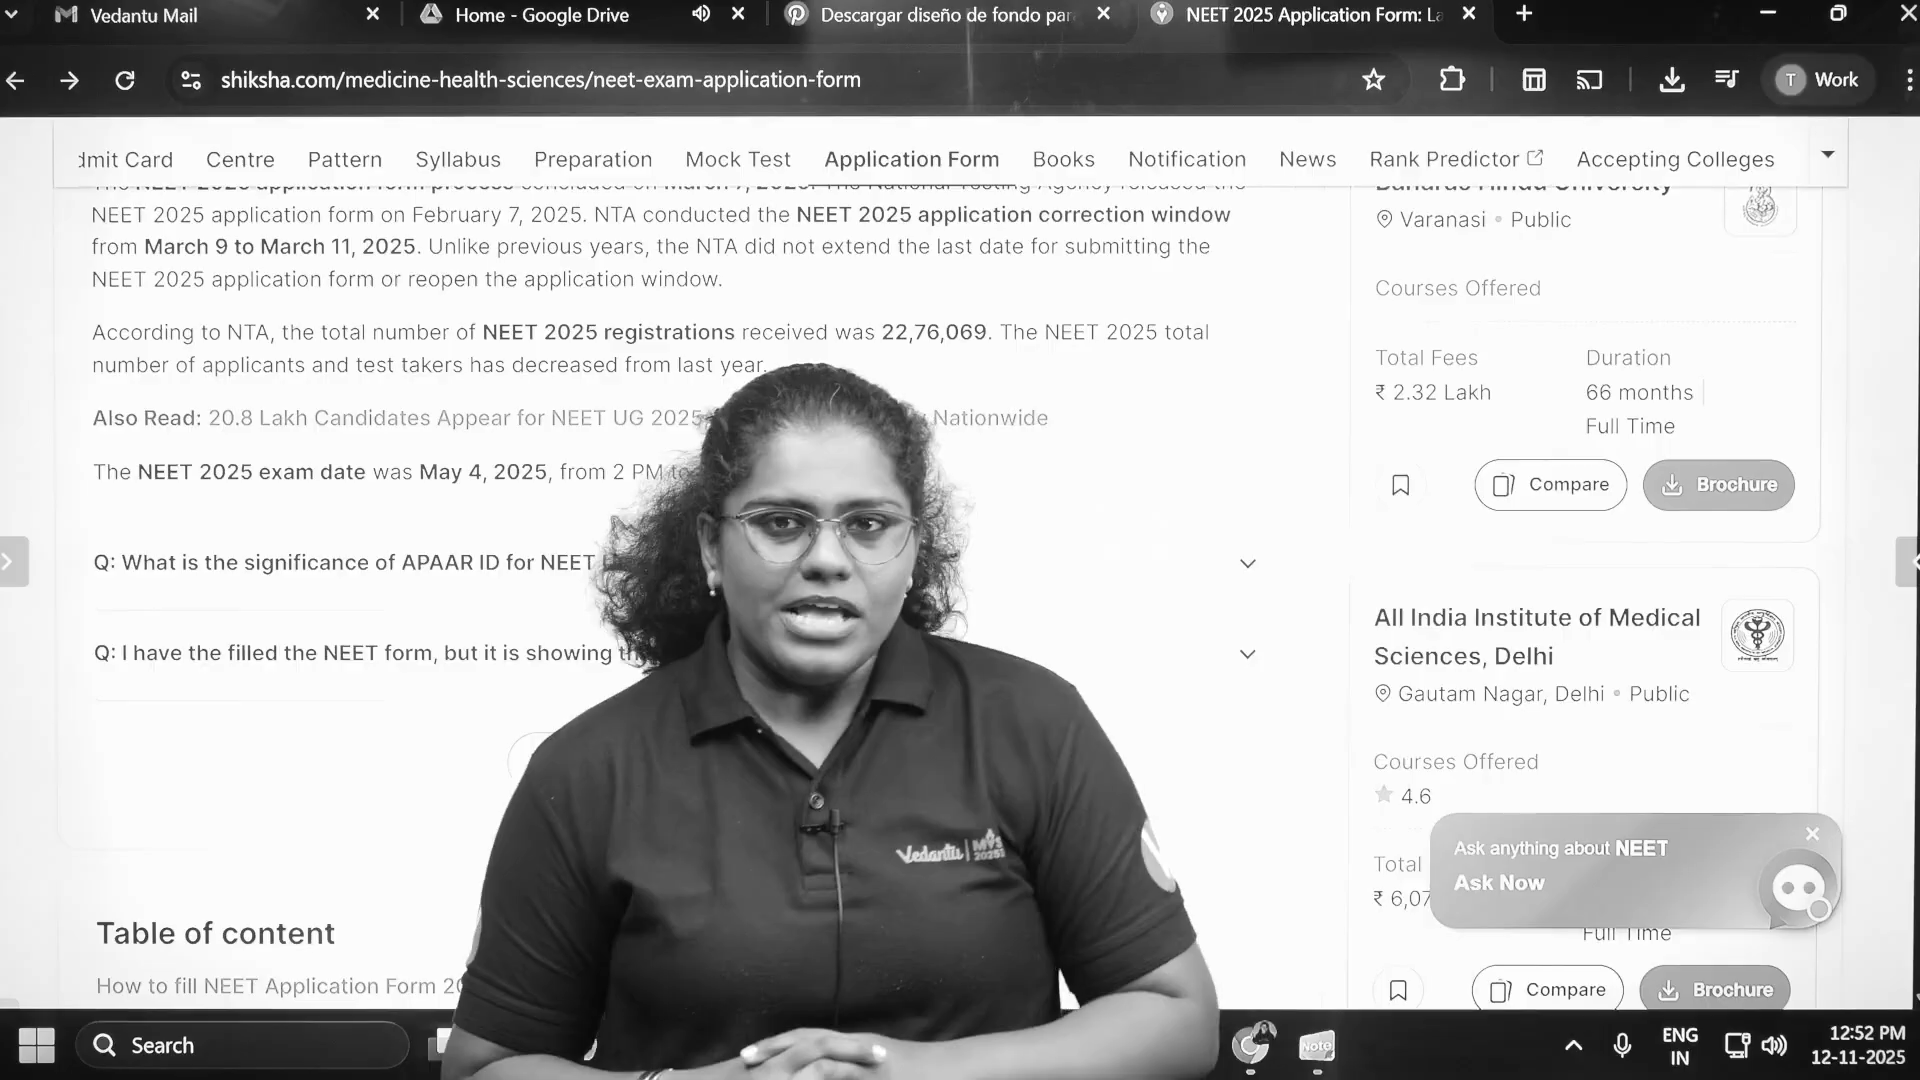 Vedantu Mail
Home - Google Drive
Descargar diseño de fondo par
NEET 2025 Application Form: La
shiksha.com/medicine-health-sciences/neet-exam-application-form
T Work
dmit Card
Centre
Pattern
Syllabus
Preparation
Mock Test
Application Form
Books
Notification
News
Rank Predictor
Accepting Colleges
NEET 2025 application form on February 7, 2025. NTA conducted the NEET 2025 application correction window
from March 9 to March 11, 2025. Unlike previous years, the NTA did not extend the last date for submitting the
NEET 2025 application form or reopen the application window.
According to NTA, the total number of NEET 2025 registrations received was 22,76,069. The NEET 2025 total
number of applicants and test takers has decreased from last year.
Also Read: 20.8 Lakh Candidates Appear for NEET UG 2025 Nationwide
The NEET 2025 exam date was May 4, 2025, from 2 PM to
Q: What is the significance of APAAR ID for NEET
Q: I have the filled the NEET form, but it is showing th
Table of content
How to fill NEET Application Form 20
Banaras Hindu University
Varanasi • Public
Courses Offered
Total Fees
Duration
₹ 2.32 Lakh
66 months
Full Time
Compare
Brochure
All India Institute of Medical
Sciences, Delhi
Gautam Nagar, Delhi • Public
Courses Offered
4.6
Total
₹ 6,07
Full Time
Compare
Brochure
Ask anything about NEET
Ask Now
Vedantu
2025
Search
Note
ENG
IN
12:52 PM
12-11-2025